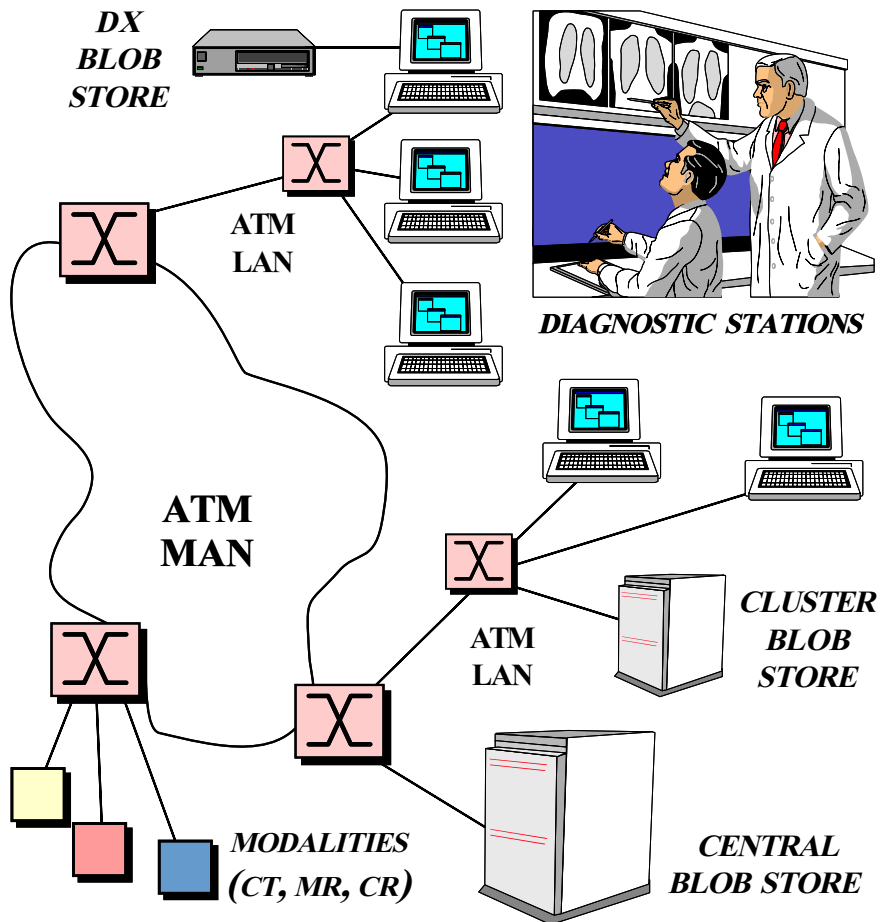 DX
BLOB
STORE
ATM
LAN
DIAGNOSTIC STATIONS
ATM
MAN
ATM
LAN
CLUSTER
BLOB
STORE
MODALITIES
(CT, MR, CR)
CENTRAL
BLOB STORE